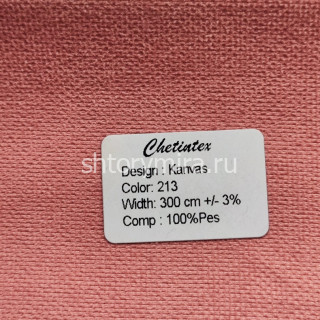 Chetintex
shtorymira.ru
Design : Kanvas
Color: 213
Width: 300 cm +/- 3%
Comp : 100%Pes